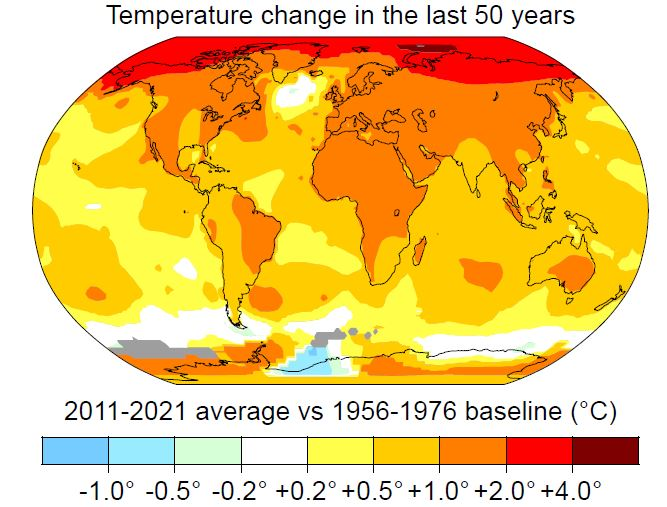 Temperature change in the last 50 years
2011-2021 average vs 1956-1976 baseline (°C)
-1.0° -0.5° -0.2° +0.2° +0.5° +1.0° +2.0° +4.0°